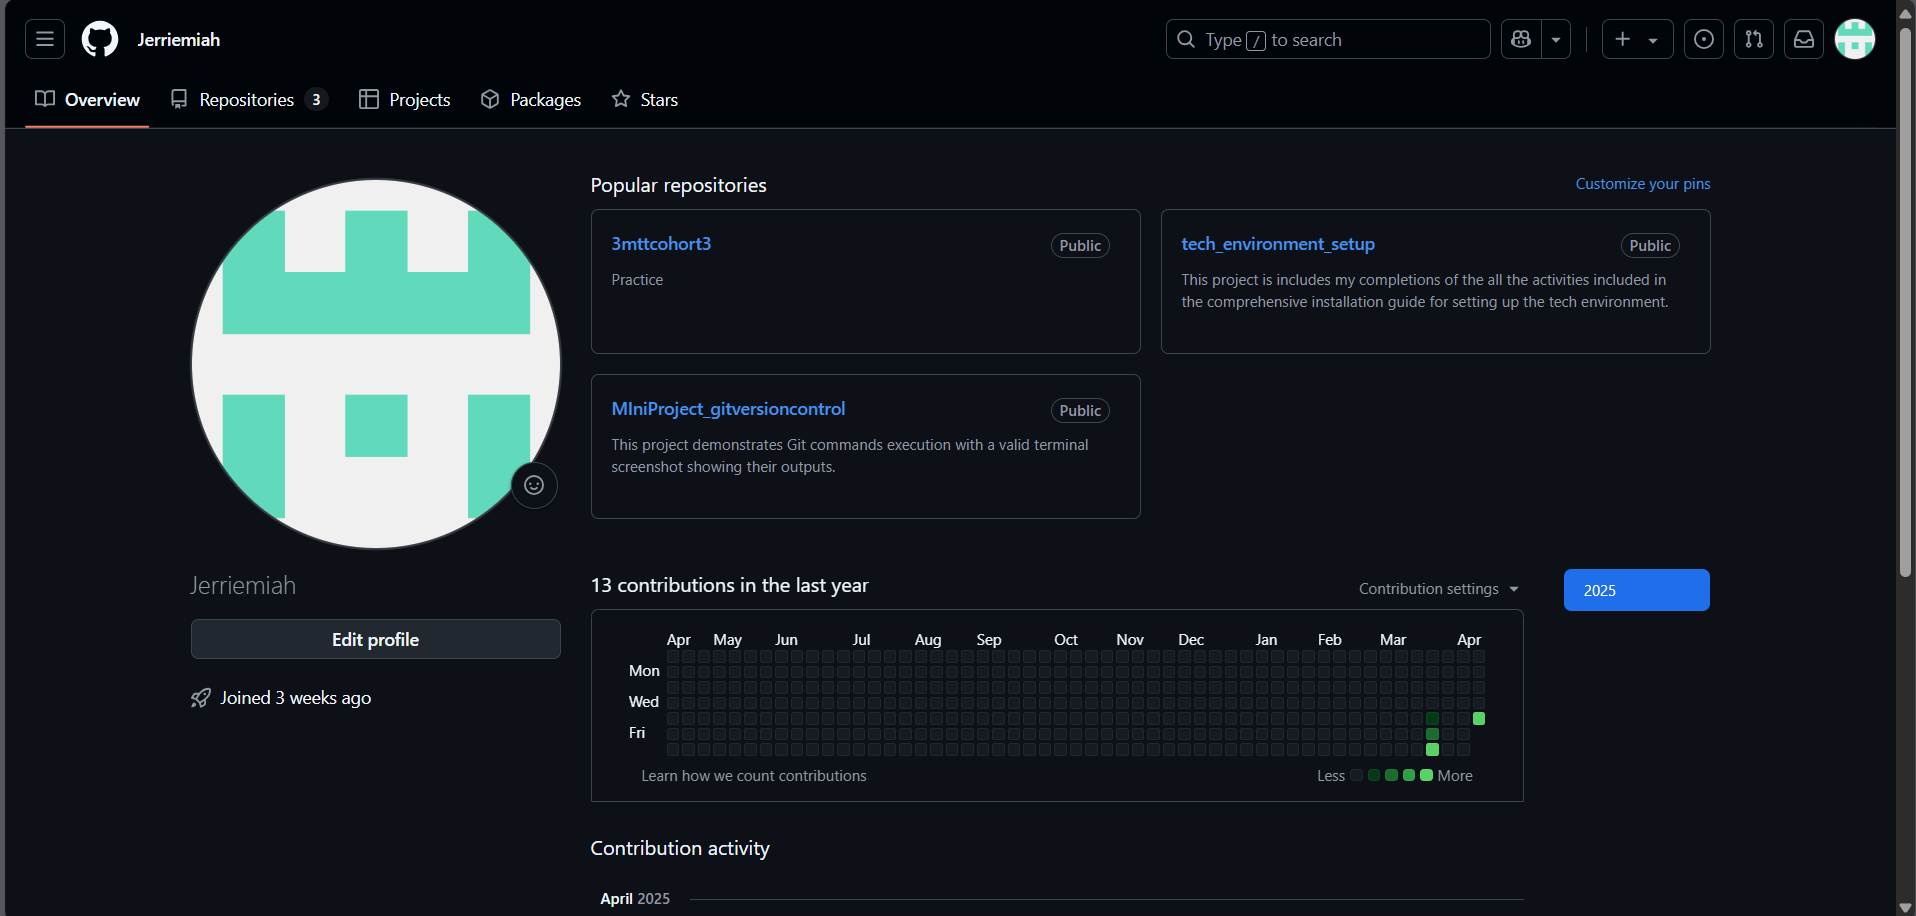 Jerriemiah
Type / to search
Overview
Repositories 3
Projects
Packages
Stars
Popular repositories
Customize your pins
3mttcohort3
Public
Practice
tech_environment_setup
Public
This project is includes my completions of the all the activities included in
the comprehensive installation guide for setting up the tech environment.
MIniProject_gitversioncontrol
Public
This project demonstrates Git commands execution with a valid terminal
screenshot showing their outputs.
Jerriemiah
Edit profile
Joined 3 weeks ago
13 contributions in the last year
Contribution settings
2025
Apr May Jun Jul Aug Sep Oct Nov Dec Jan Feb Mar Apr
Mon
Wed
Fri
Learn how we count contributions
Less
More
Contribution activity
April 2025